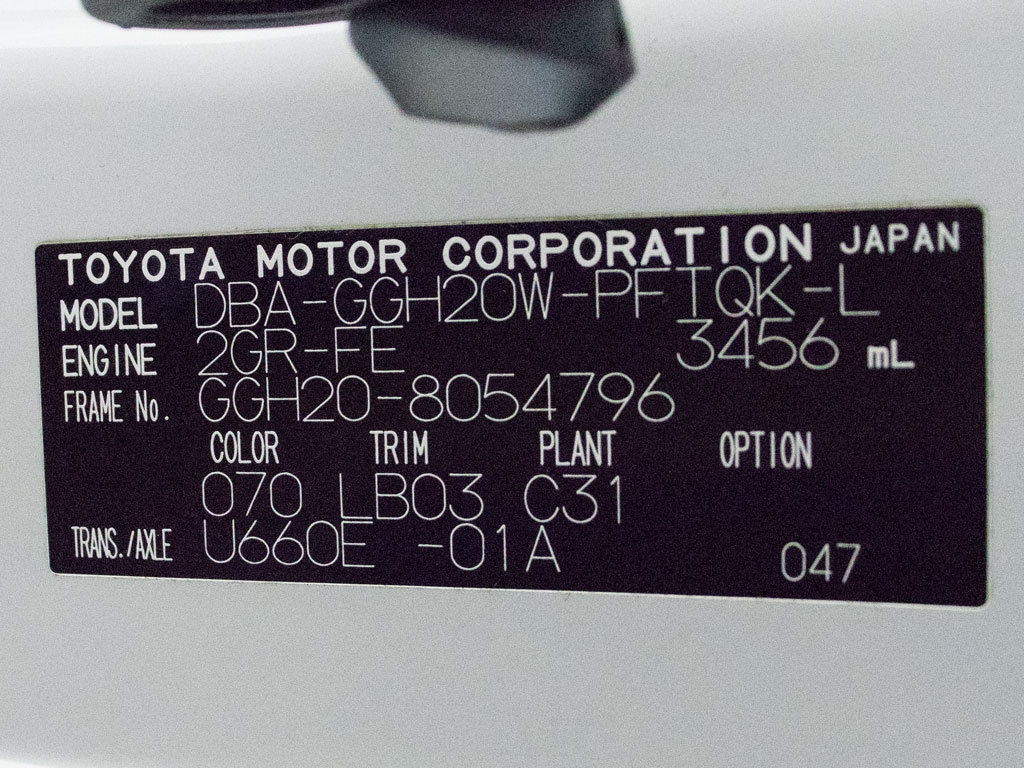 TOYOTA MOTOR CORPORATION JAPAN
MODEL DBA-GGH20W-PFTQK-L
ENGINE 2GR-FE 3456 mL
FRAME No. GGH20-8054796
COLOR TRIM PLANT OPTION
070 LB03 C31
TRANS./AXLE U660E -01A 047